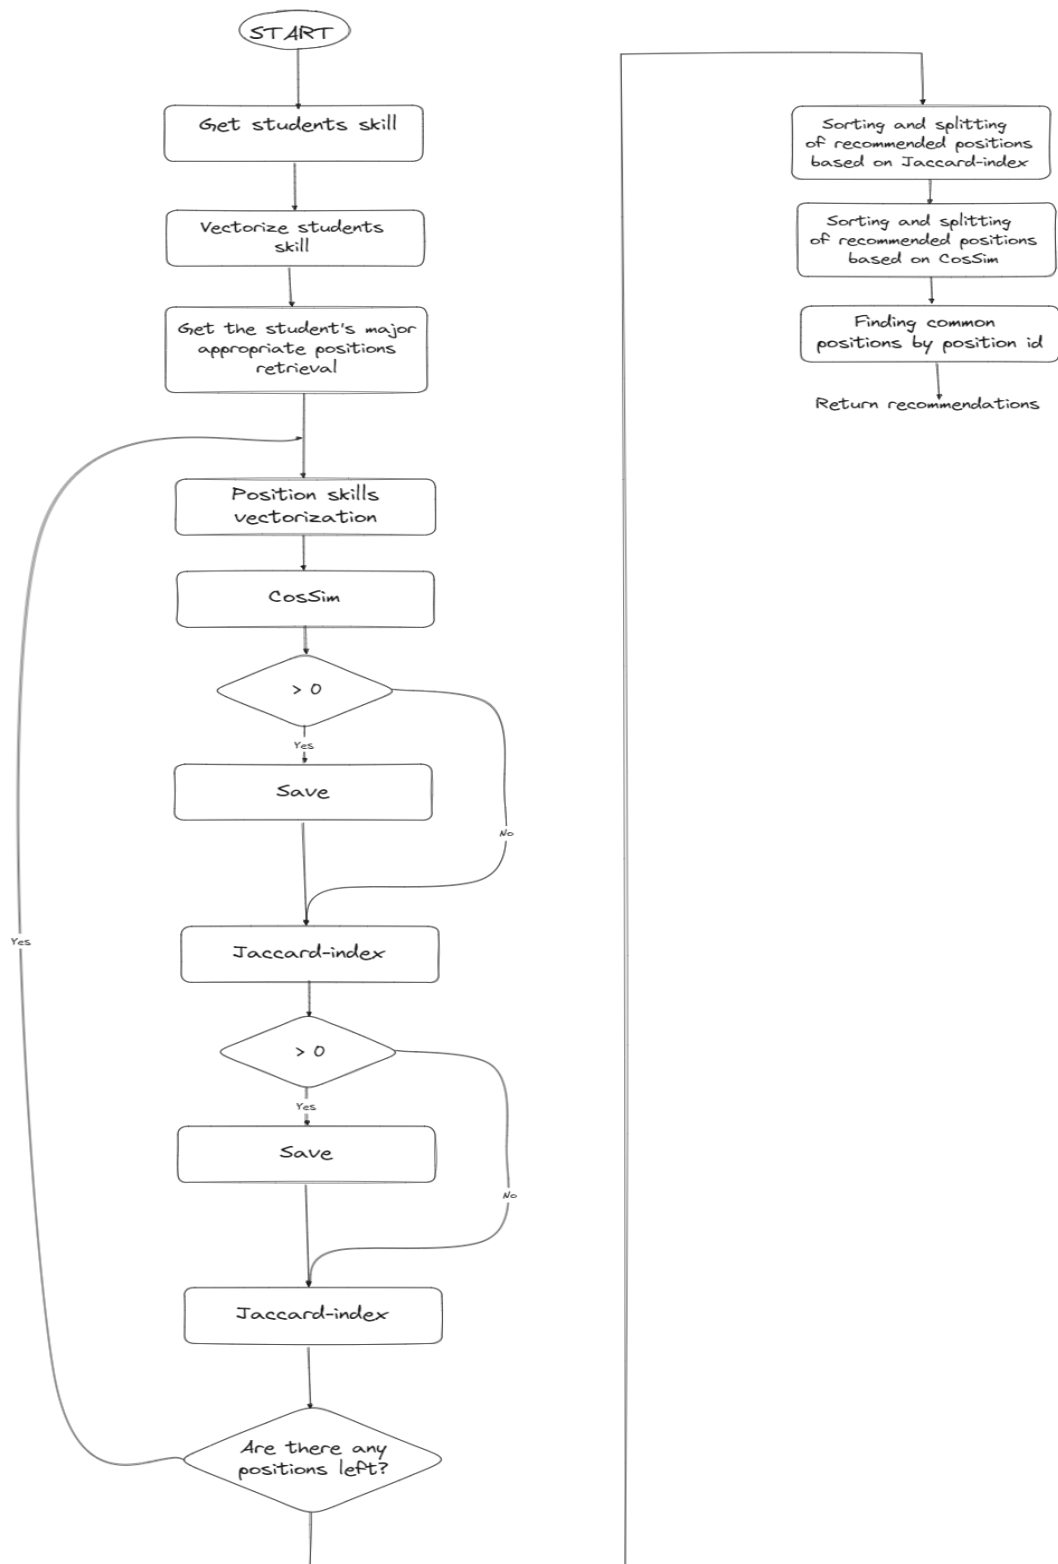 START
Get students skill
Vectorize students
skill
Get the student's major
appropriate positions
retrieval
Position skills
vectorization
CosSim
> 0
Yes
Save
No
Jaccard-index
> 0
Yes
Save
No
Jaccard-index
Are there any
positions left?
Yes
Sorting and splitting
of recommended positions
based on Jaccard-index
Sorting and splitting
of recommended positions
based on CosSim
Finding common
positions by position id
Return recommendations